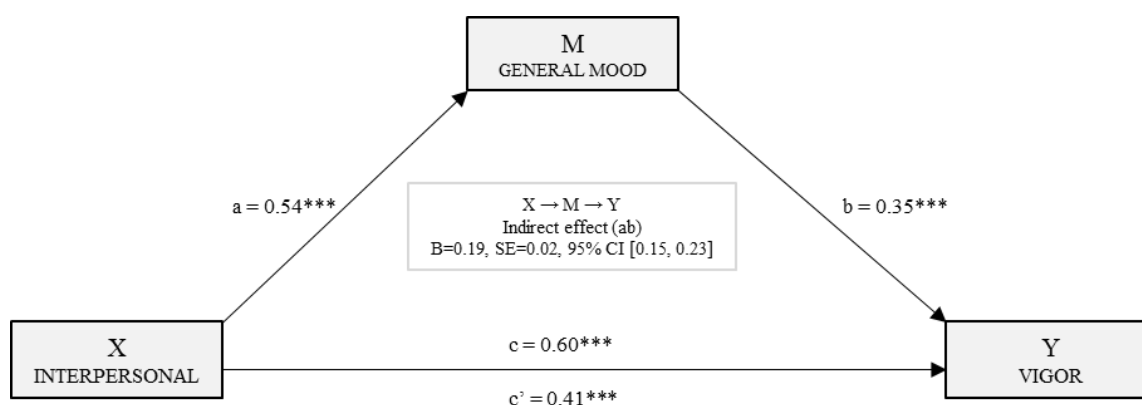 M
GENERAL MOOD
a = 0.54***
X → M → Y
Indirect effect (ab)
B=0.19, SE=0.02, 95% CI [0.15, 0.23]
b = 0.35***
X
INTERPERSONAL
c = 0.60***
c’ = 0.41***
Y
VIGOR